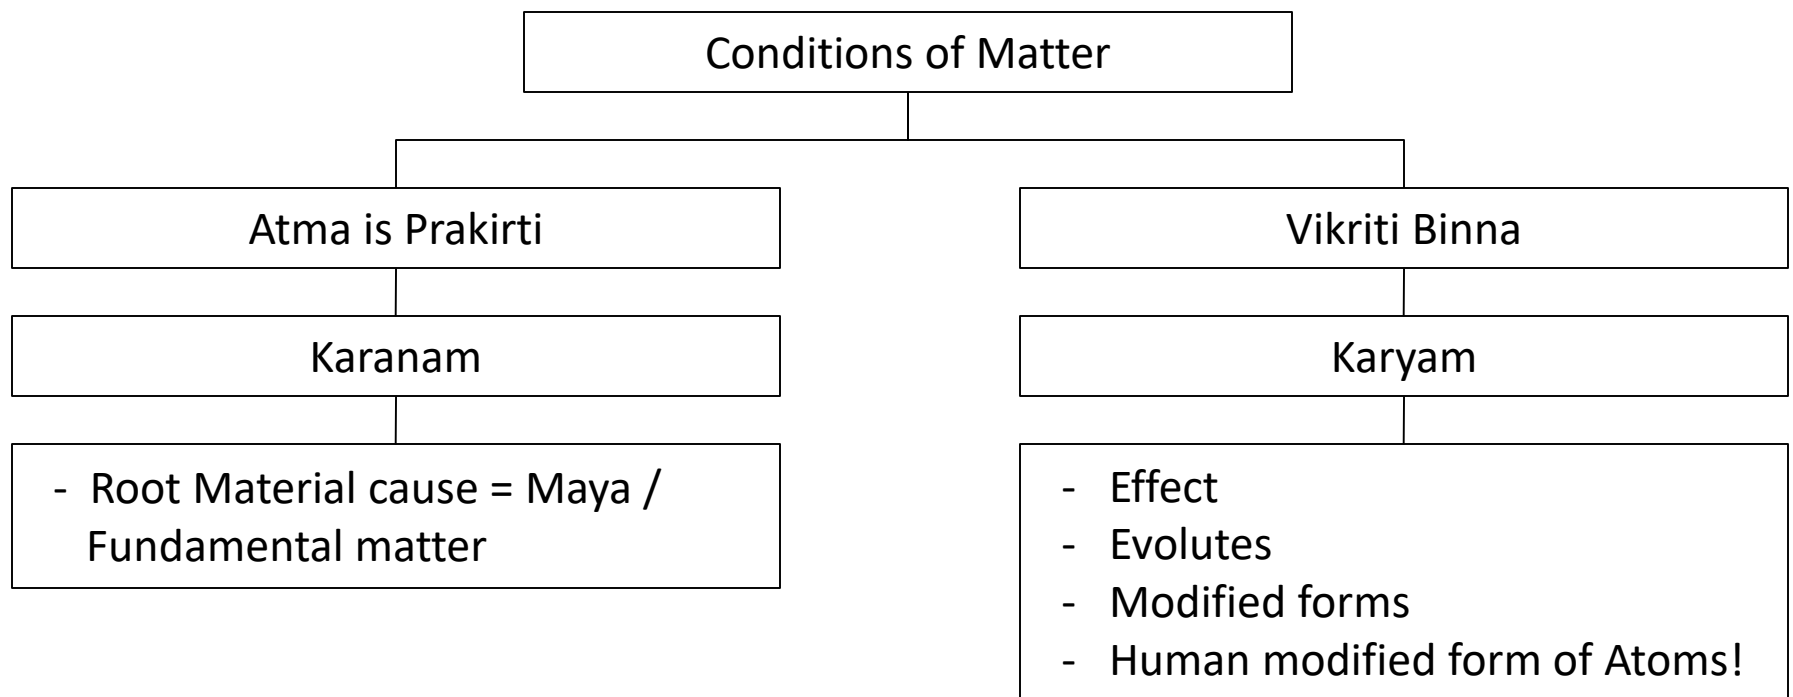 Conditions of Matter
Atma is Prakirti
Vikriti Binna
Karanam
Karyam
- Root Material cause = Maya /
Fundamental matter
- Effect
- Evolutes
- Modified forms
- Human modified form of Atoms!